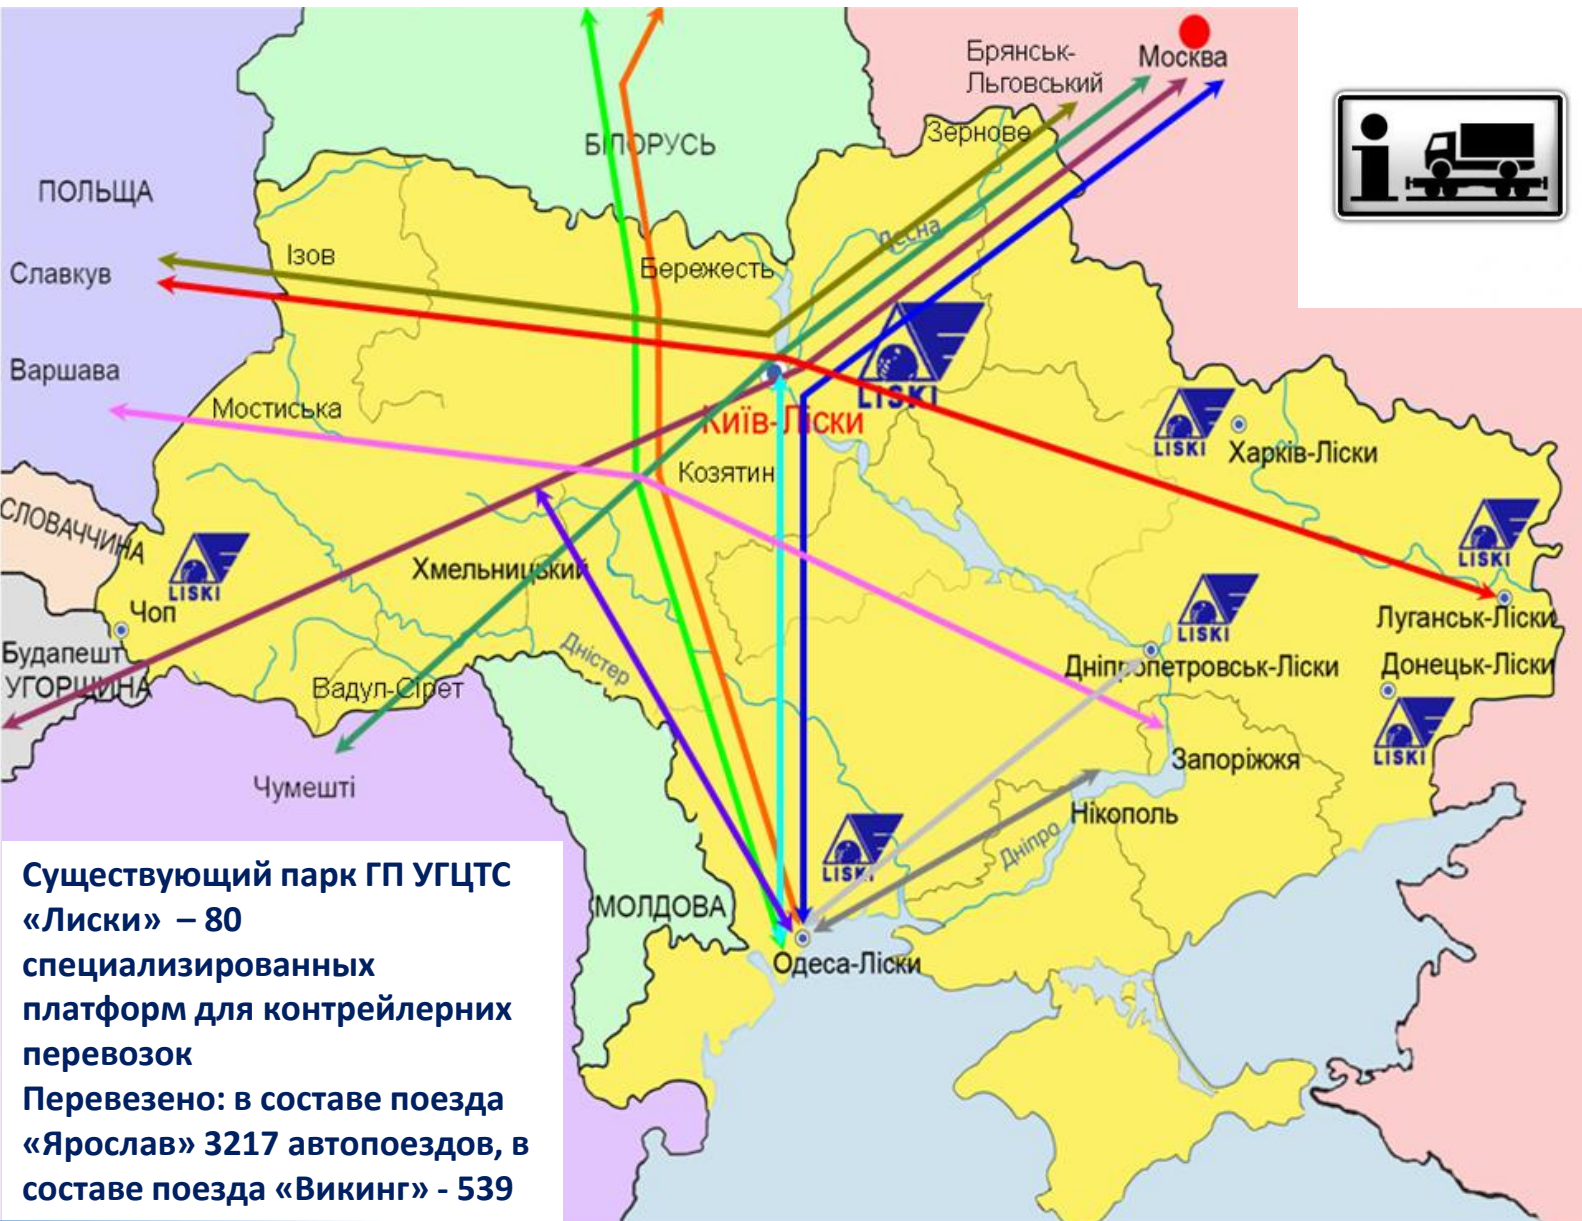 Брянськ-
Льговський
Москва
Зернове
БІЛОРУСЬ
ПОЛЬЩА
Десна
Ізов
Бережесть
Славкув
Варшава
LISKI
Мостиська
Київ-Ліски
LISKI
Харків-Ліски
Козятин
СЛОВАЧЧИНА
LISKI
Хмельницький
LISKI
Чоп
LISKI
Луганськ-Ліски
Будапешт
УГОРЩИНА
Дністер
Вадул-Сірет
Дніпропетровськ-Ліски
Донецьк-Ліски
LISKI
Запоріжжя
Чумешті
Нікополь
Дніпро
LISKI
МОЛДОВА
Одеса-Ліски
Существующий парк ГП УГЦТС
«Лиски» – 80
специализированных
платформ для контрейлерних
перевозок
Перевезено: в составе поезда
«Ярослав» 3217 автопоездов, в
составе поезда «Викинг» - 539